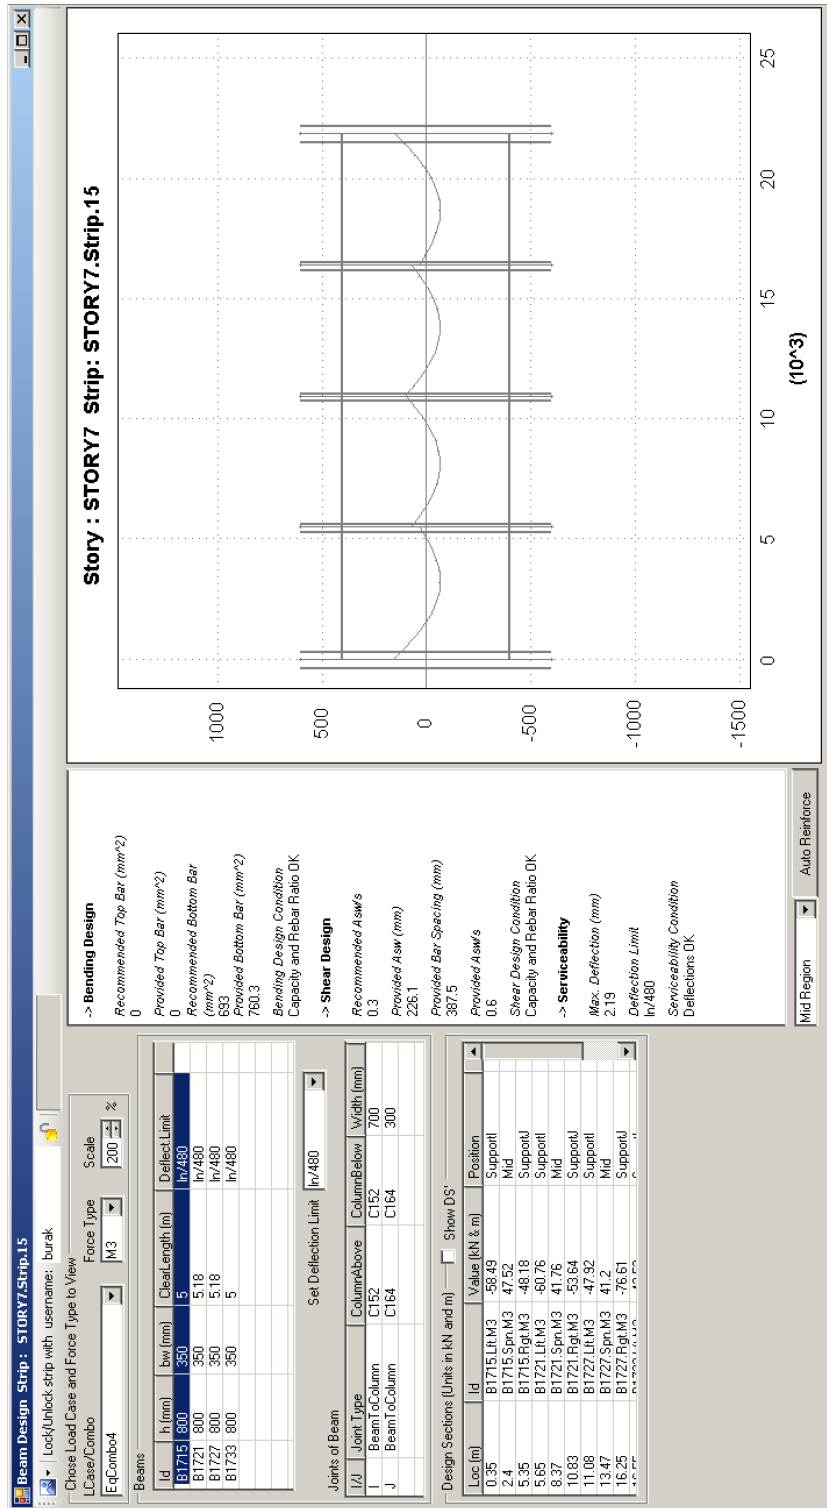 Beam Design Strip : STORY7.Strip.15
Lock/Unlock strip with username: burak
Chose Load Case and Force Type to View
LCase/Combo Force Type Scale
EqCombo4 M3 200 %
Beams
Id h (mm) bw (mm) ClearLength (m) Deflect.Limit
B1715 800 350 5 ln/480
B1721 800 350 5.18 ln/480
B1727 800 350 5.18 ln/480
B1733 800 350 5 ln/480
Set Deflection Limit ln/480
Joints of Beam
I/J Joint Type ColumnAbove ColumnBelow Width (mm)
I BeamToColumn C152 C152 700
J BeamToColumn C164 C164 300
Design Sections (Units in kN and m) Show DS'
Loc (m) Id Value (kN & m) Position
0.35 B1715.Lft.M3 -58.49 SupportI
2.4 B1715.Spn.M3 47.52 Mid
5.35 B1715.Rgt.M3 -48.18 SupportJ
5.65 B1721.Lft.M3 -60.76 SupportI
8.37 B1721.Spn.M3 41.76 Mid
10.83 B1721.Rgt.M3 -53.64 SupportJ
11.08 B1727.Lft.M3 -47.92 SupportI
13.47 B1727.Spn.M3 41.2 Mid
16.25 B1727.Rgt.M3 -76.61 SupportJ
-> Bending Design
Recommended Top Bar (mm^2)
0
Provided Top Bar (mm^2)
0
Recommended Bottom Bar
(mm^2)
693
Provided Bottom Bar (mm^2)
760.3
Bending Design Condition
Capacity and Rebar Ratio OK
-> Shear Design
Recommended Asw/s
0.3
Provided Asw (mm)
226.1
Provided Bar Spacing (mm)
387.5
Provided Asw/s
0.6
Shear Design Condition
Capacity and Rebar Ratio OK
-> Serviceability
Max. Deflection (mm)
2.19
Deflection Limit
ln/480
Serviceability Condition
Deflections OK
Mid Region Auto Reinforce
Story : STORY7 Strip: STORY7.Strip.15
1000
500
0
-500
-1000
-1500
0 5 10 15 20 25
(10^3)